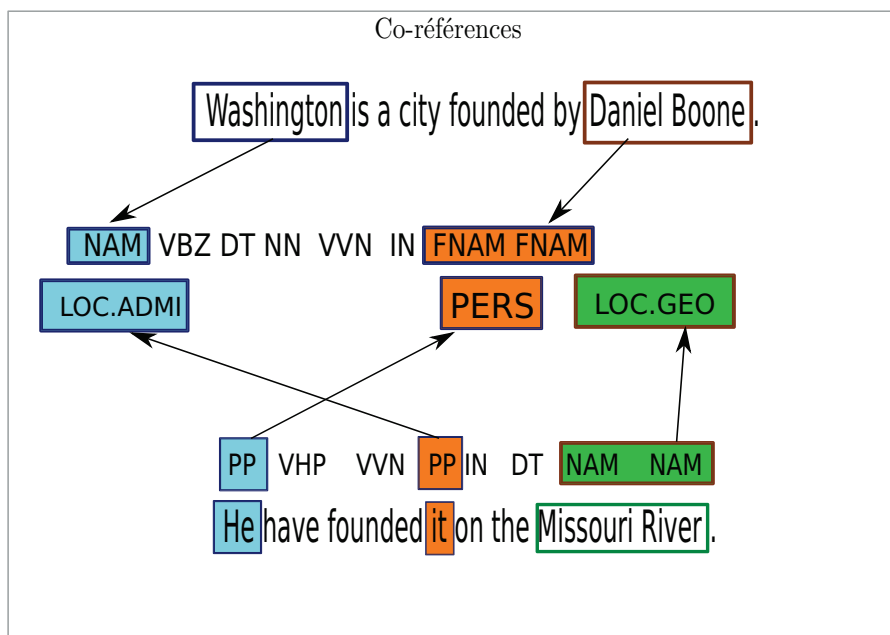 Co-références
Washington is a city founded by Daniel Boone .
NAM VBZ DT NN VVN IN FNAM FNAM
LOC.ADMI PERS LOC.GEO
PP VHP VVN PP IN DT NAM NAM
He have founded it on the Missouri River .